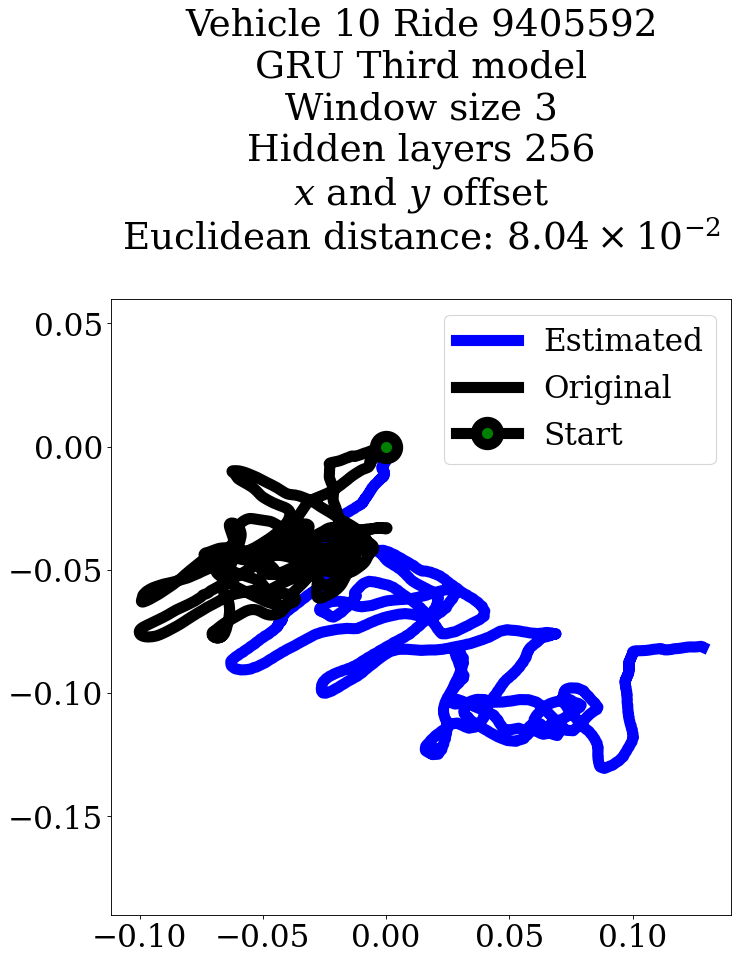 Vehicle 10 Ride 9405592
GRU Third model
Window size 3
Hidden layers 256
x and y offset
Euclidean distance: 8.04 × 10⁻²
Estimated
Original
Start
0.05
0.00
−0.05
−0.10
−0.15
−0.10 −0.05 0.00 0.05 0.10